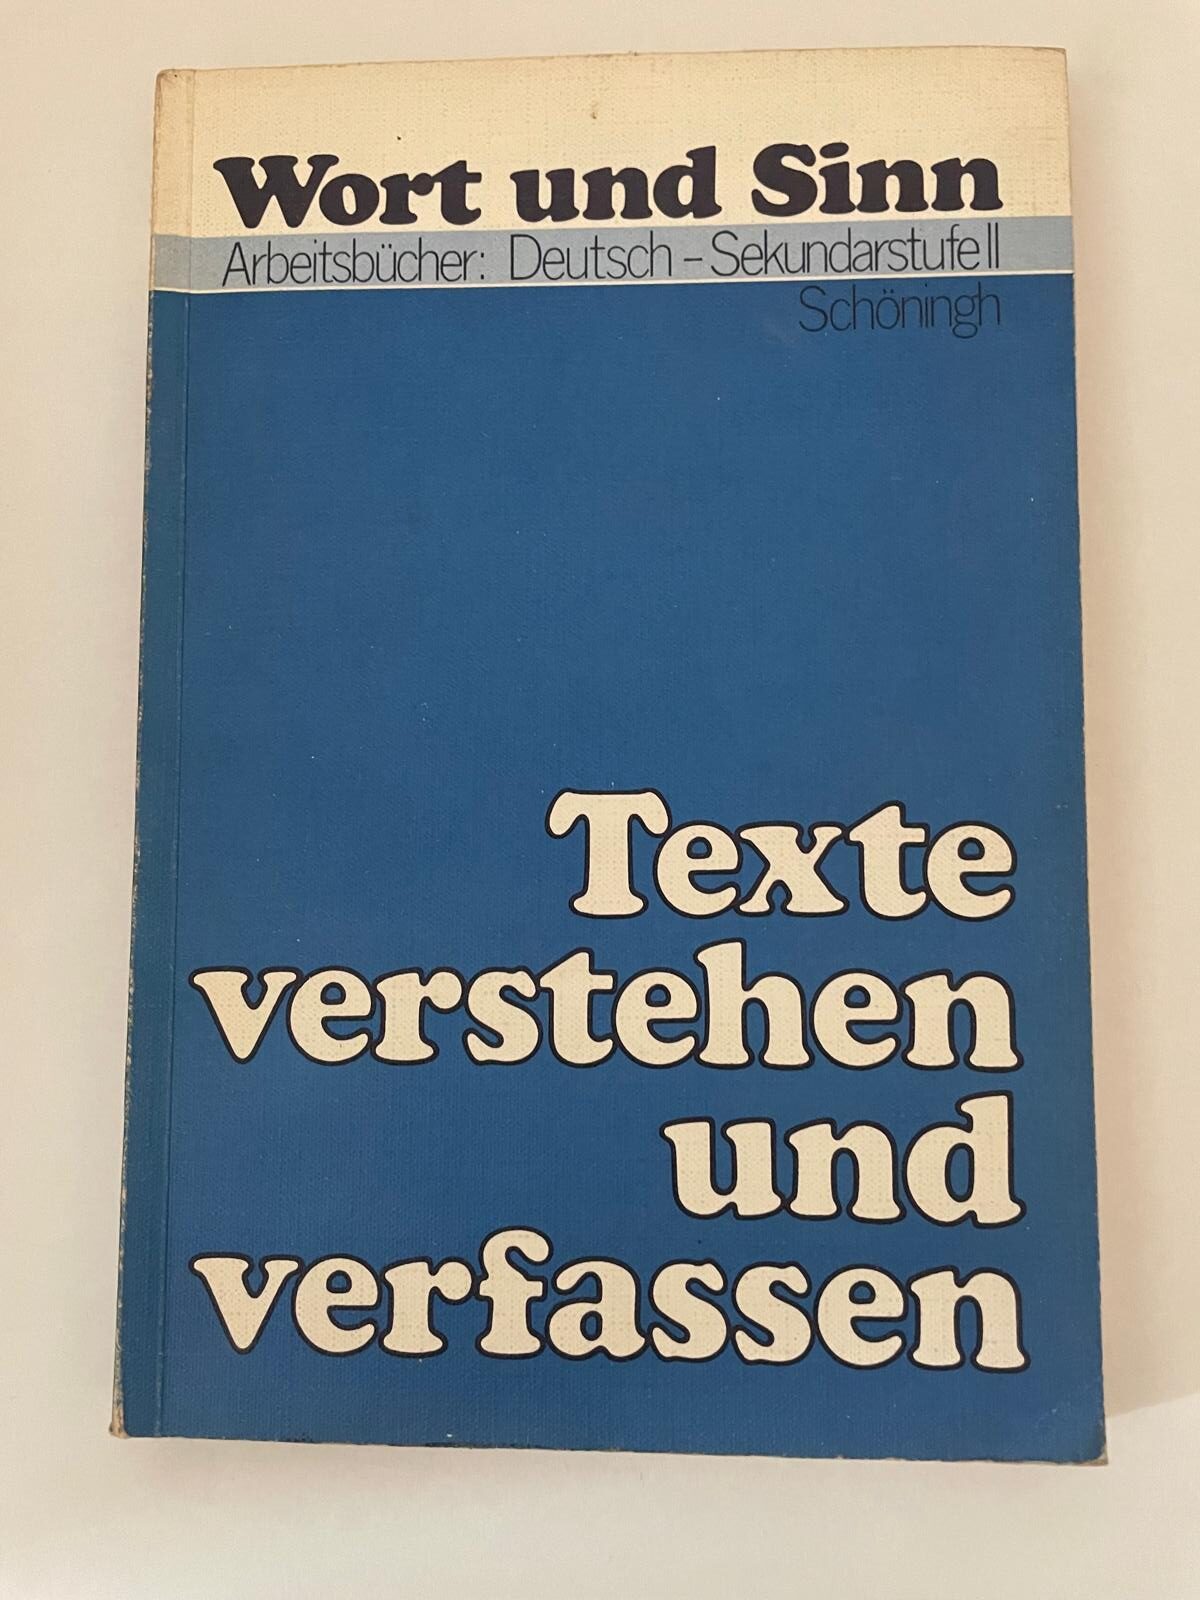 Wort und Sinn
Arbeitsbücher: Deutsch – Sekundarstufe II
Schöningh
Texte
verstehen
und
verfassen